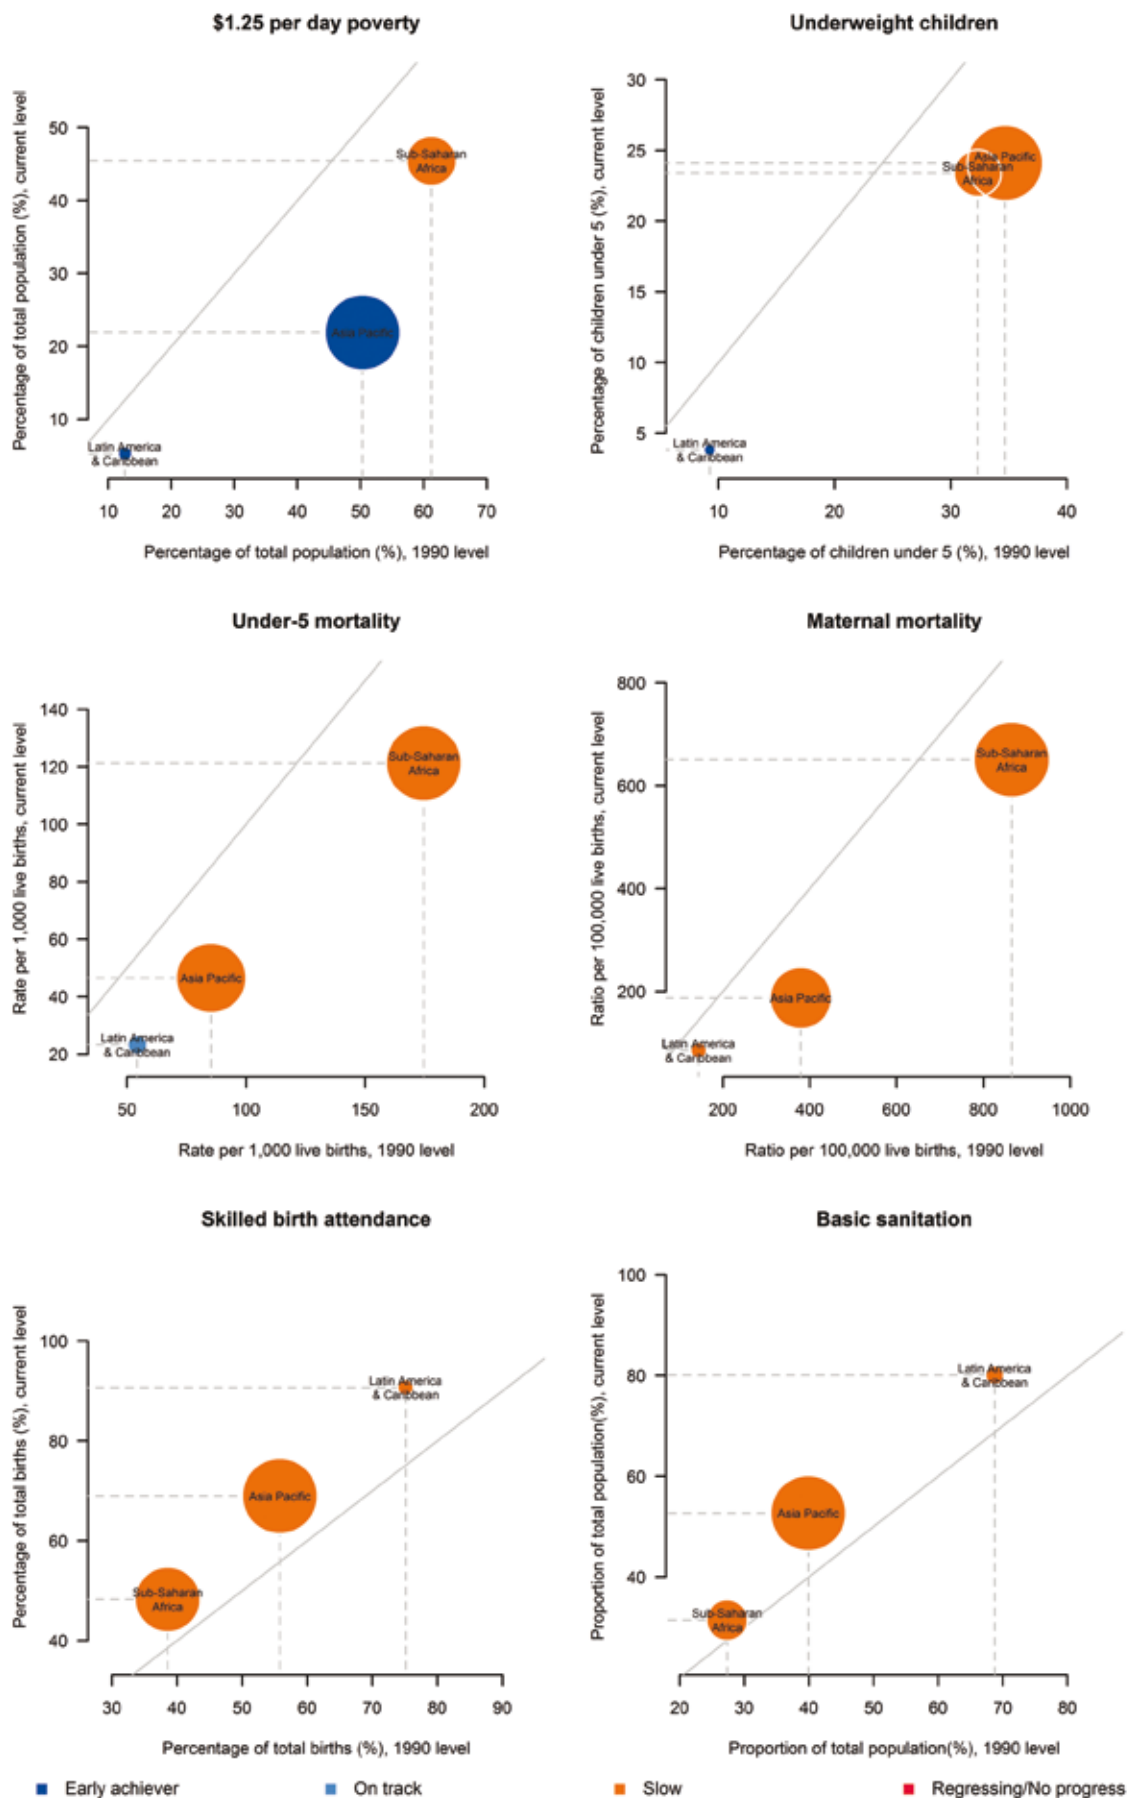 $1.25 per day poverty
Percentage of total population (%), current level
50
40
30
20
10
Sub-Saharan
Africa
Asia Pacific
Latin America
& Caribbean
10 20 30 40 50 60 70
Percentage of total population (%), 1990 level
Underweight children
Percentage of children under 5 (%), current level
30
25
20
15
10
5
Asia Pacific
Sub-Saharan
Africa
Latin America
& Caribbean
10 20 30 40
Percentage of children under 5 (%), 1990 level
Under-5 mortality
Rate per 1,000 live births, current level
140
120
100
80
60
40
20
Sub-Saharan
Africa
Asia Pacific
Latin America
& Caribbean
50 100 150 200
Rate per 1,000 live births, 1990 level
Maternal mortality
Ratio per 100,000 live births, current level
800
600
400
200
Sub-Saharan
Africa
Asia Pacific
Latin America
& Caribbean
200 400 600 800 1000
Ratio per 100,000 live births, 1990 level
Skilled birth attendance
Percentage of total births (%), current level
100
80
60
40
Latin America
& Caribbean
Asia Pacific
Sub-Saharan
Africa
30 40 50 60 70 80 90
Percentage of total births (%), 1990 level
Basic sanitation
Proportion of total population(%), current level
100
80
60
40
Latin America
& Caribbean
Asia Pacific
Sub-Saharan
Africa
20 30 40 50 60 70 80
Proportion of total population(%), 1990 level
Early achiever On track Slow Regressing/No progress